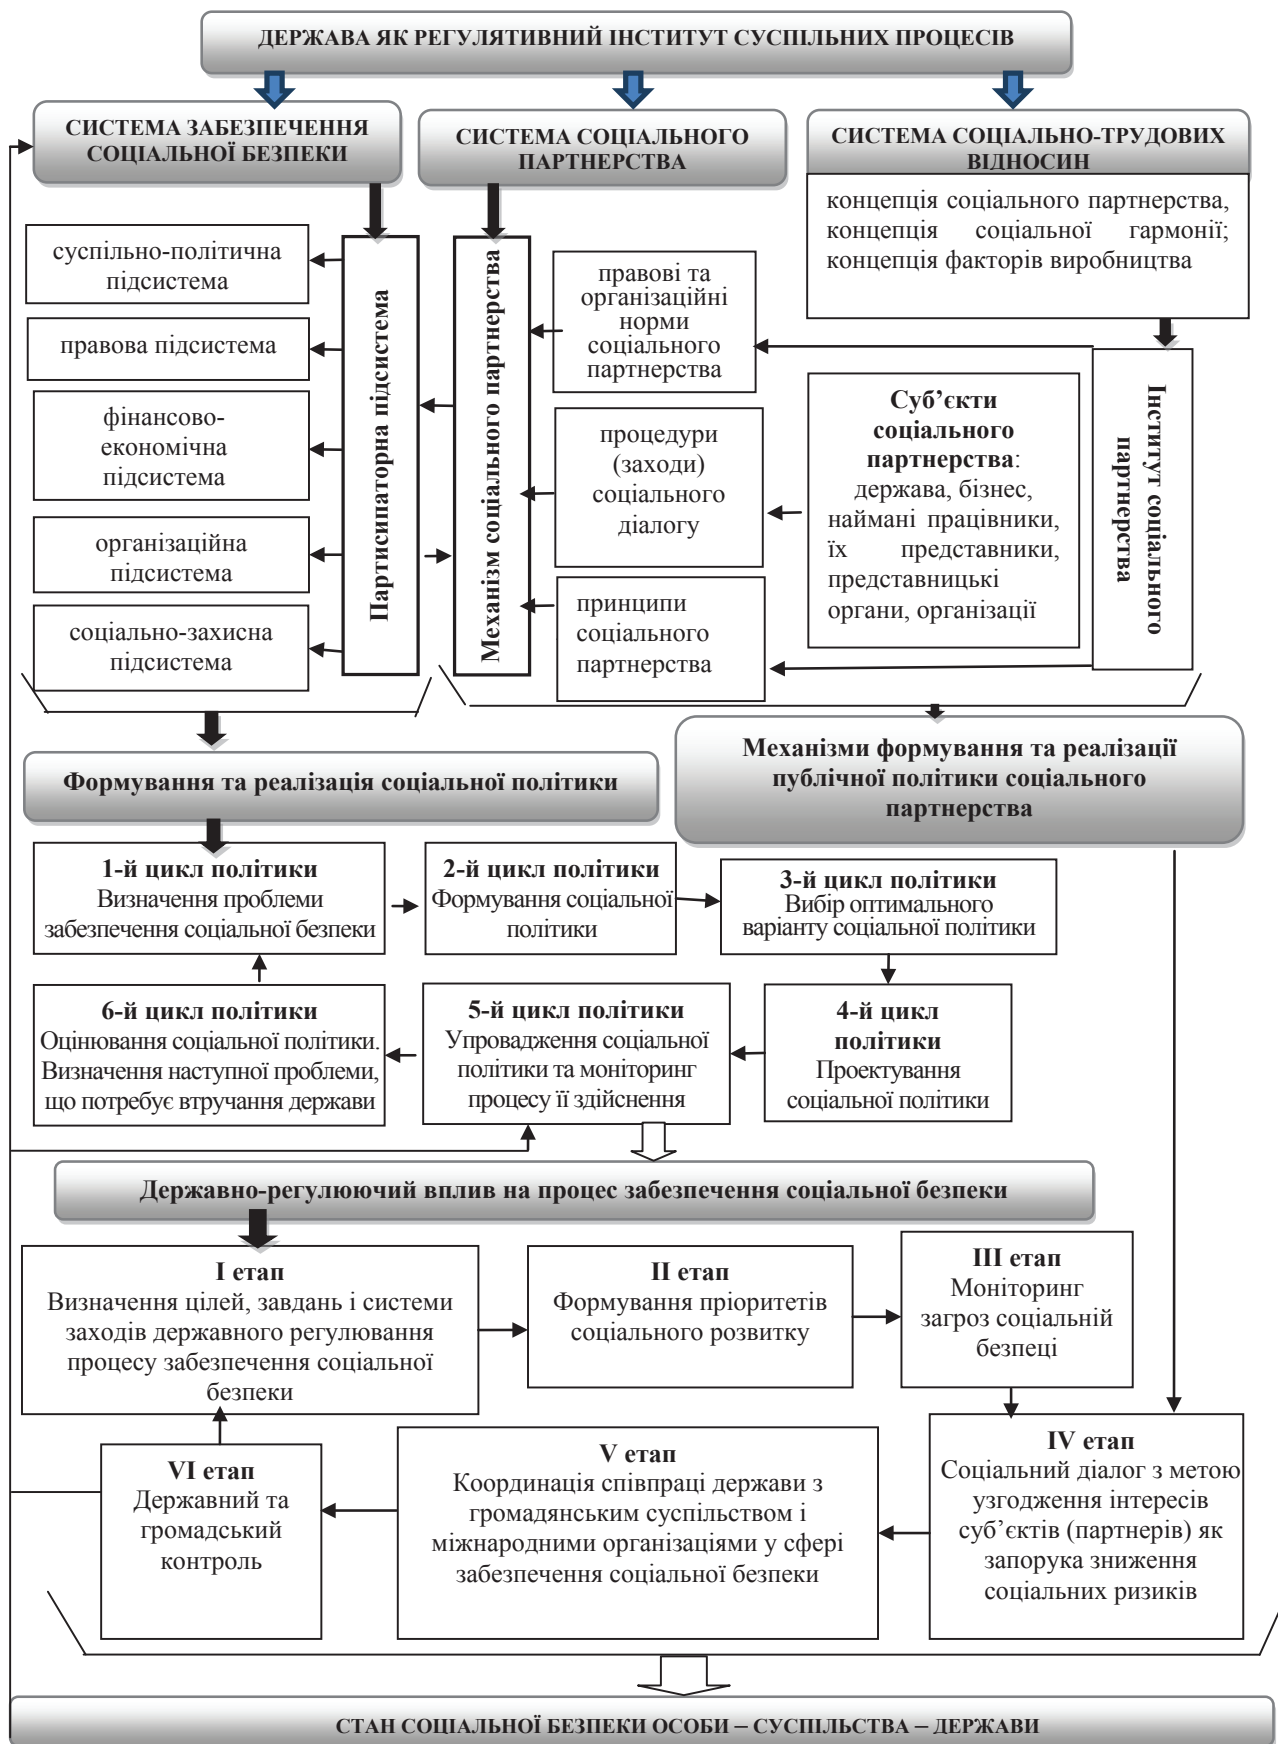 ДЕРЖАВА ЯК РЕГУЛЯТИВНИЙ ІНСТИТУТ СУСПІЛЬНИХ ПРОЦЕСІВ
СИСТЕМА ЗАБЕЗПЕЧЕННЯ
СОЦІАЛЬНОЇ БЕЗПЕКИ
СИСТЕМА СОЦІАЛЬНОГО
ПАРТНЕРСТВА
СИСТЕМА СОЦІАЛЬНО-ТРУДОВИХ
ВІДНОСИН
концепція соціального партнерства,
концепція соціальної гармонії;
концепція факторів виробництва
суспільно-політична
підсистема
правова підсистема
фінансово-
економічна
підсистема
організаційна
підсистема
соціально-захисна
підсистема
Партисипаторна підсистема
Механізм соціального партнерства
правові та
організаційні
норми
соціального
партнерства
процедури
(заходи)
соціального
діалогу
принципи
соціального
партнерства
Суб’єкти
соціального
партнерства:
держава, бізнес,
наймані працівники,
їх представники,
представницькі
органи, організації
Інститут соціального
партнерства
Формування та реалізація соціальної політики
Механізми формування та реалізації
публічної політики соціального
партнерства
1-й цикл політики
Визначення проблеми
забезпечення соціальної безпеки
2-й цикл політики
Формування соціальної
політики
3-й цикл політики
Вибір оптимального
варіанту соціальної політики
6-й цикл політики
Оцінювання соціальної політики.
Визначення наступної проблеми,
що потребує втручання держави
5-й цикл політики
Упровадження соціальної
політики та моніторинг
процесу її здійснення
4-й цикл
політики
Проектування
соціальної політики
Державно-регулюючий вплив на процес забезпечення соціальної безпеки
I етап
Визначення цілей, завдань і системи
заходів державного регулювання
процесу забезпечення соціальної
безпеки
II етап
Формування пріоритетів
соціального розвитку
III етап
Моніторинг
загроз соціальній
безпеці
VI етап
Державний та
громадський
контроль
V етап
Координація співпраці держави з
громадянським суспільством і
міжнародними організаціями у сфері
забезпечення соціальної безпеки
IV етап
Соціальний діалог з метою
узгодження інтересів
суб’єктів (партнерів) як
запорука зниження
соціальних ризиків
СТАН СОЦІАЛЬНОЇ БЕЗПЕКИ ОСОБИ – СУСПІЛЬСТВА – ДЕРЖАВИ